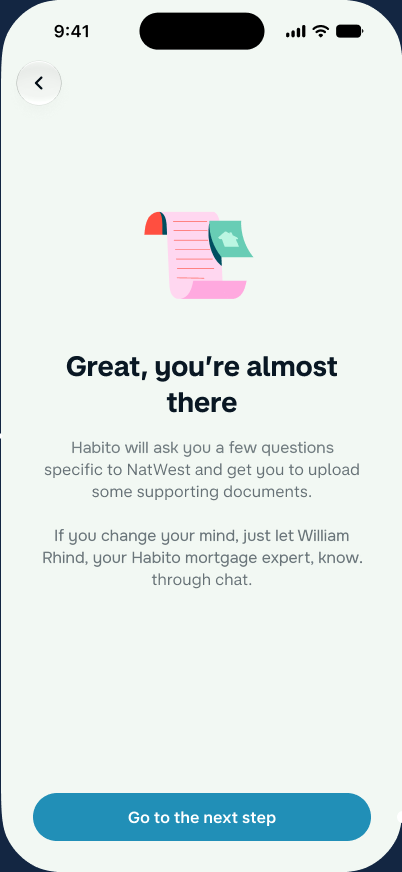 9:41
Great, you're almost
there
Habito will ask you a few questions
specific to NatWest and get you to upload
some supporting documents.
If you change your mind, just let William
Rhind, your Habito mortgage expert, know.
through chat.
Go to the next step